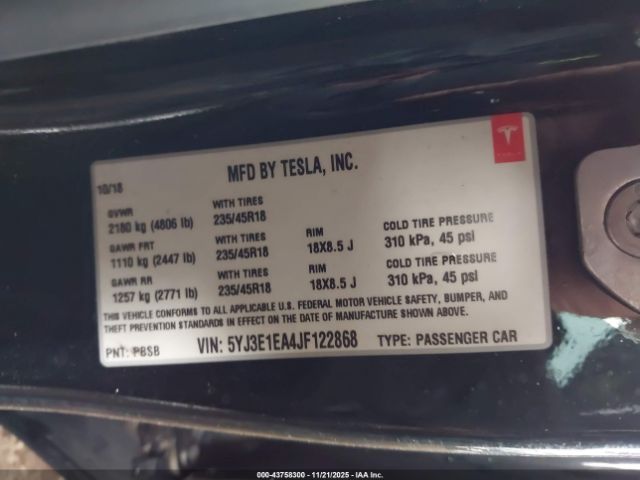 TESLA
MFD BY TESLA, INC.
10/18
GVWR WITH TIRES
2180 kg (4806 lb) 235/45R18
GAWR FRT WITH TIRES RIM COLD TIRE PRESSURE
1110 kg (2447 lb) 235/45R18 18X8.5 J 310 kPa, 45 psi
GAWR RR WITH TIRES RIM COLD TIRE PRESSURE
1257 kg (2771 lb) 235/45R18 18X8.5 J 310 kPa, 45 psi
THIS VEHICLE CONFORMS TO ALL APPLICABLE U.S. FEDERAL MOTOR VEHICLE SAFETY, BUMPER, AND
THEFT PREVENTION STANDARDS IN EFFECT ON THE DATE OF MANUFACTURE SHOWN ABOVE.
PNT: PBSB VIN: 5YJ3E1EA4JF122868 TYPE: PASSENGER CAR
000-43758300 - 11/21/2025 - IAA Inc.